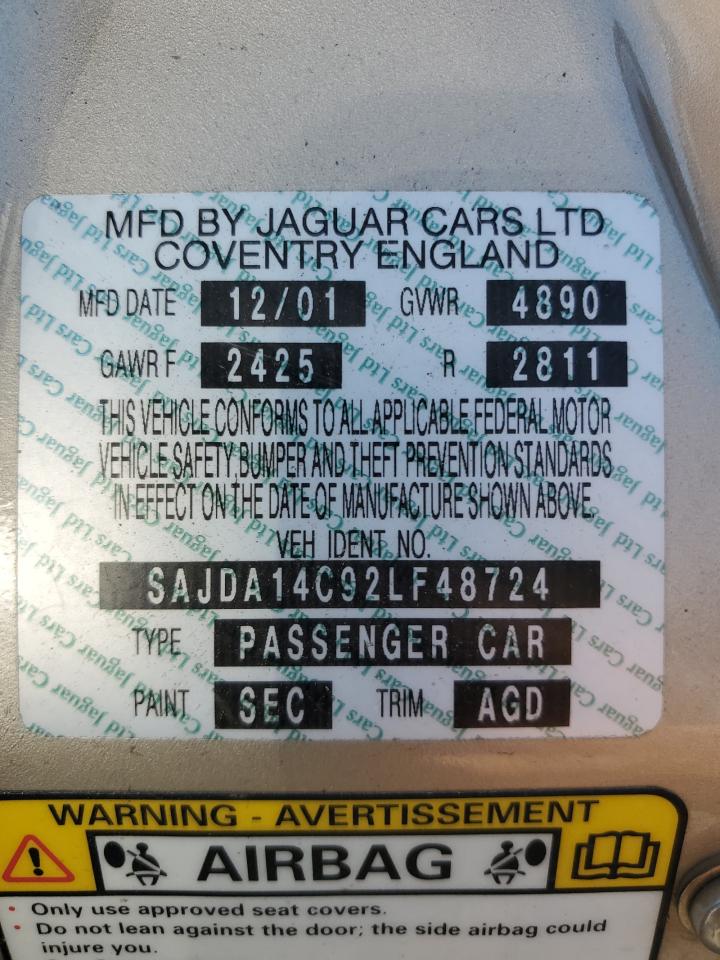 MFD BY JAGUAR CARS LTD
COVENTRY ENGLAND
MFD DATE 12/01 GVWR 4890
GAWR F 2425 R 2811
THIS VEHICLE CONFORMS TO ALL APPLICABLE FEDERAL MOTOR
VEHICLE SAFETY BUMPER AND THEFT PREVENTION STANDARDS
IN EFFECT ON THE DATE OF MANUFACTURE SHOWN ABOVE.
VEH IDENT NO.
SAJDA14C92LF48724
TYPE PASSENGER CAR
PAINT SEC TRIM AGD
WARNING - AVERTISSEMENT
AIRBAG
• Only use approved seat covers.
• Do not lean against the door; the side airbag could
injure you.